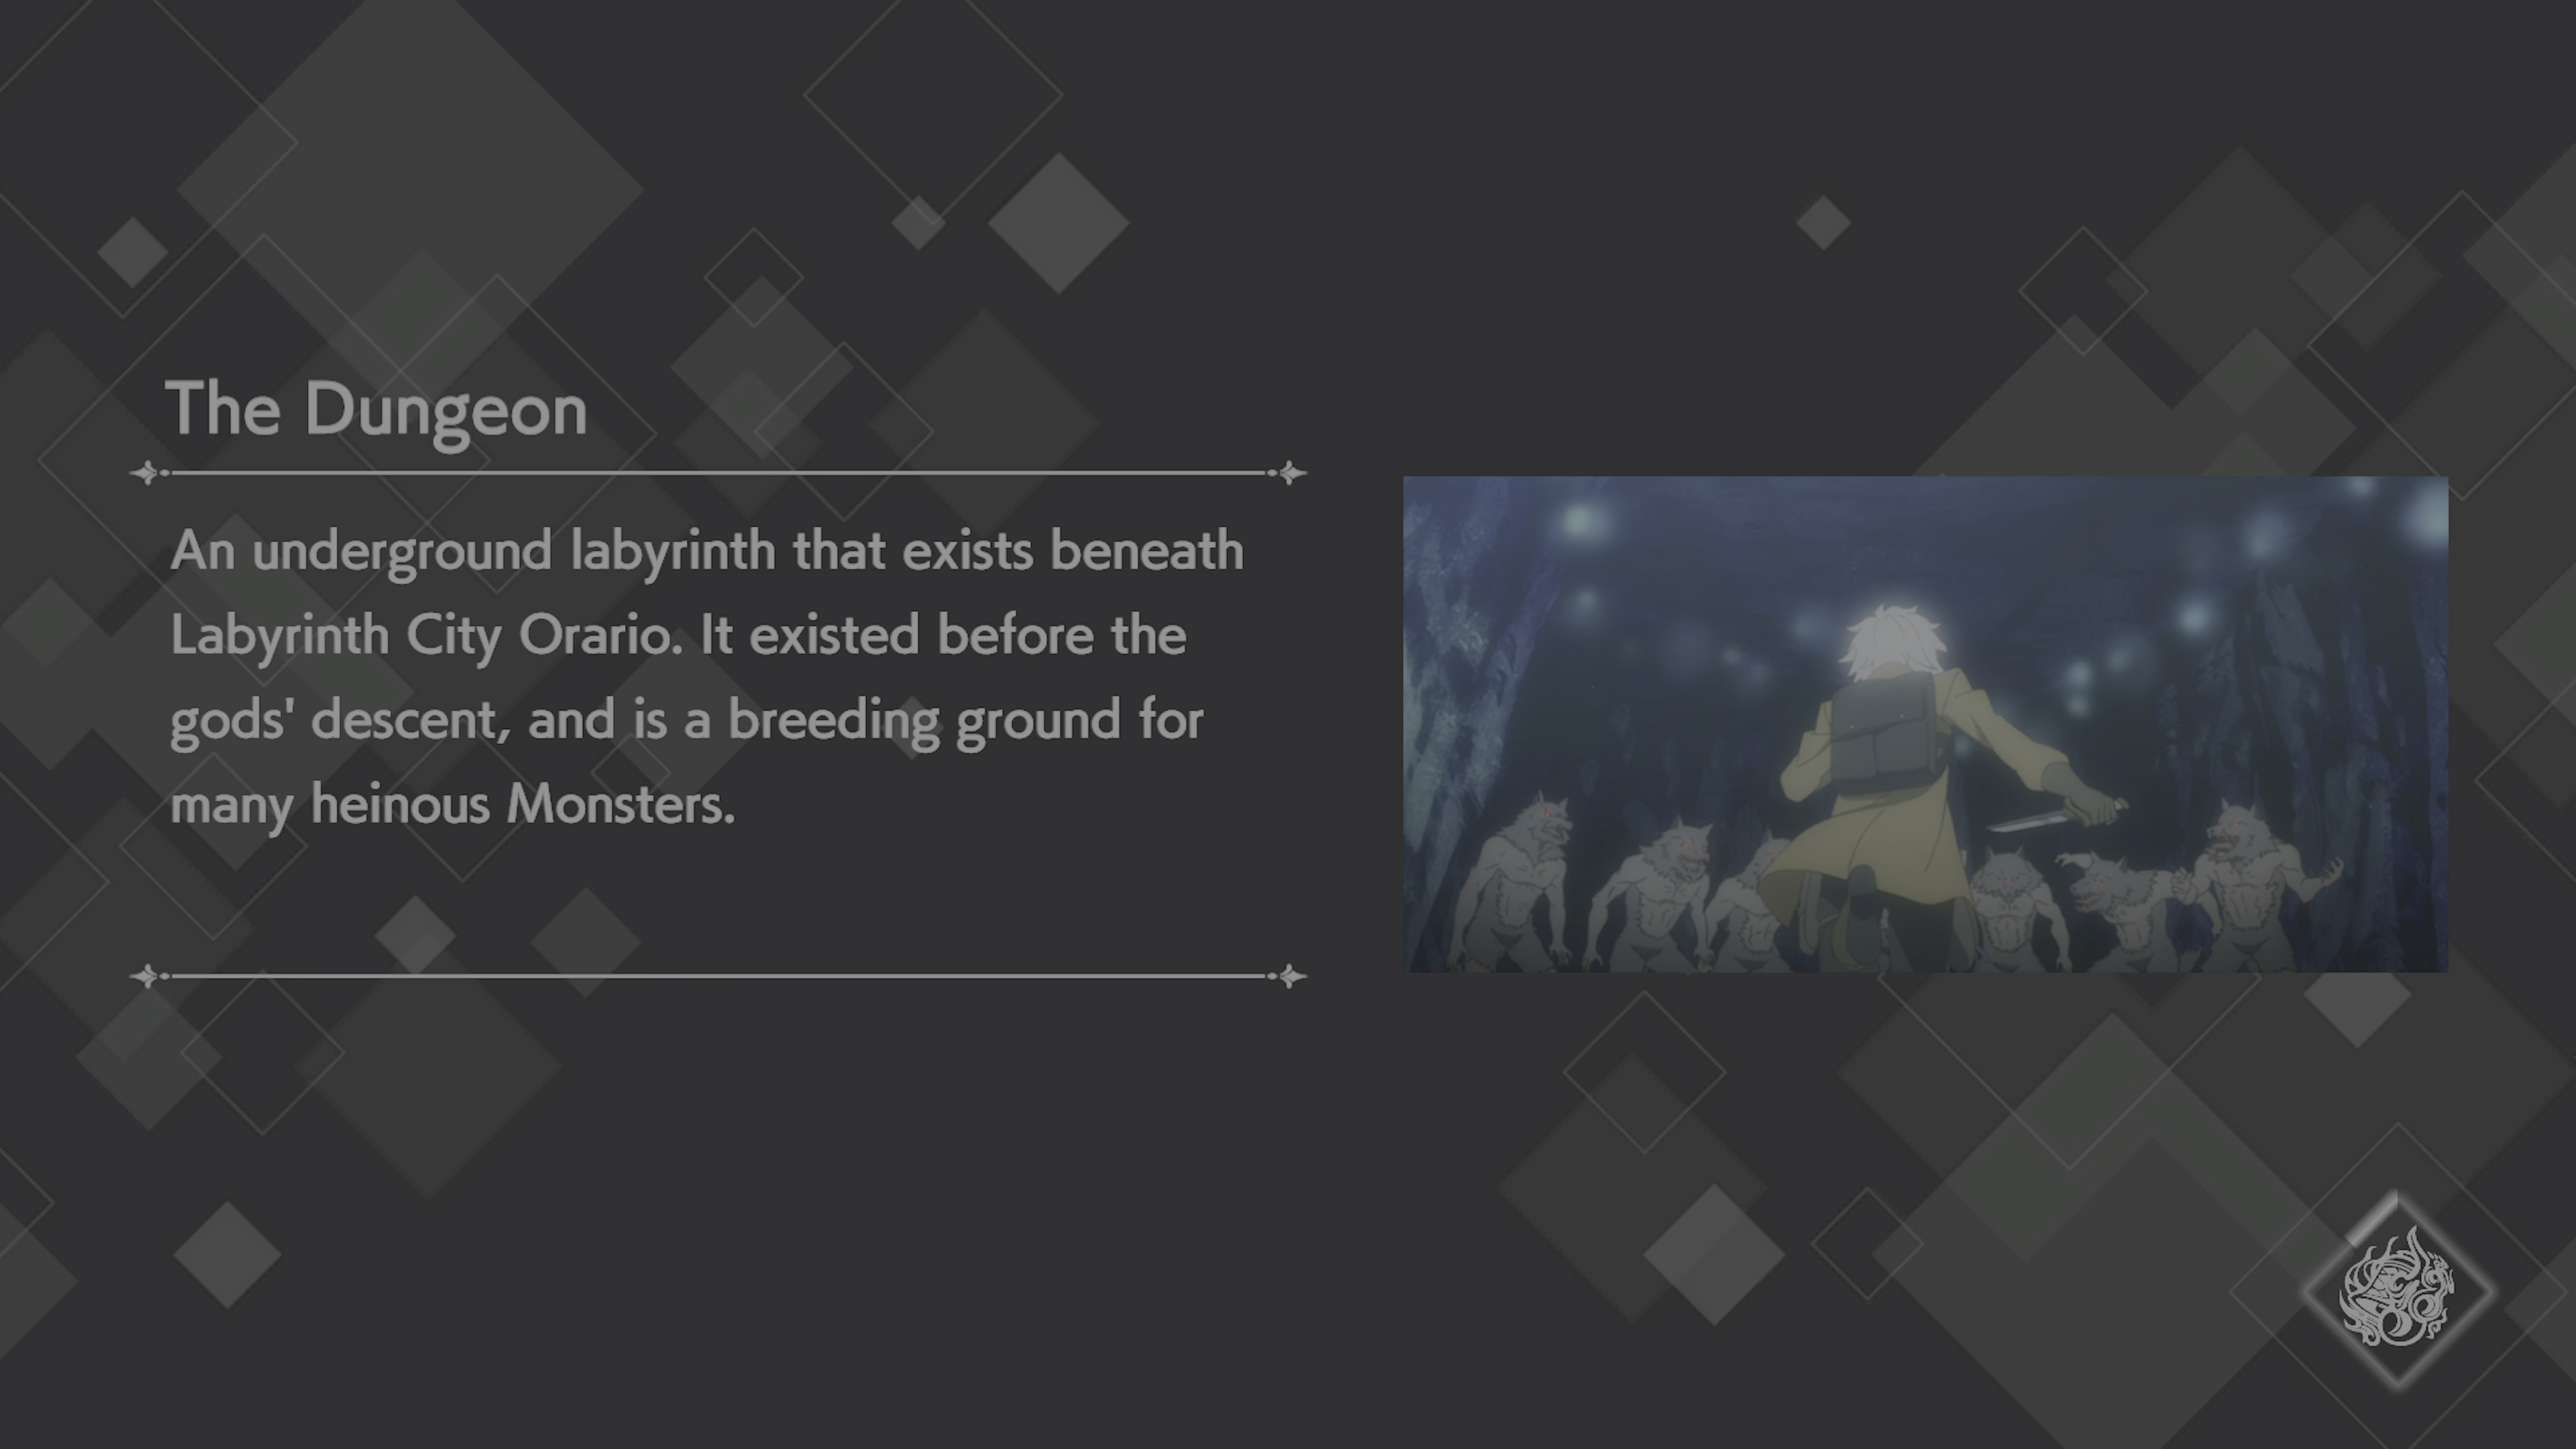 The Dungeon
An underground labyrinth that exists beneath
Labyrinth City Orario. It existed before the
gods' descent, and is a breeding ground for
many heinous Monsters.